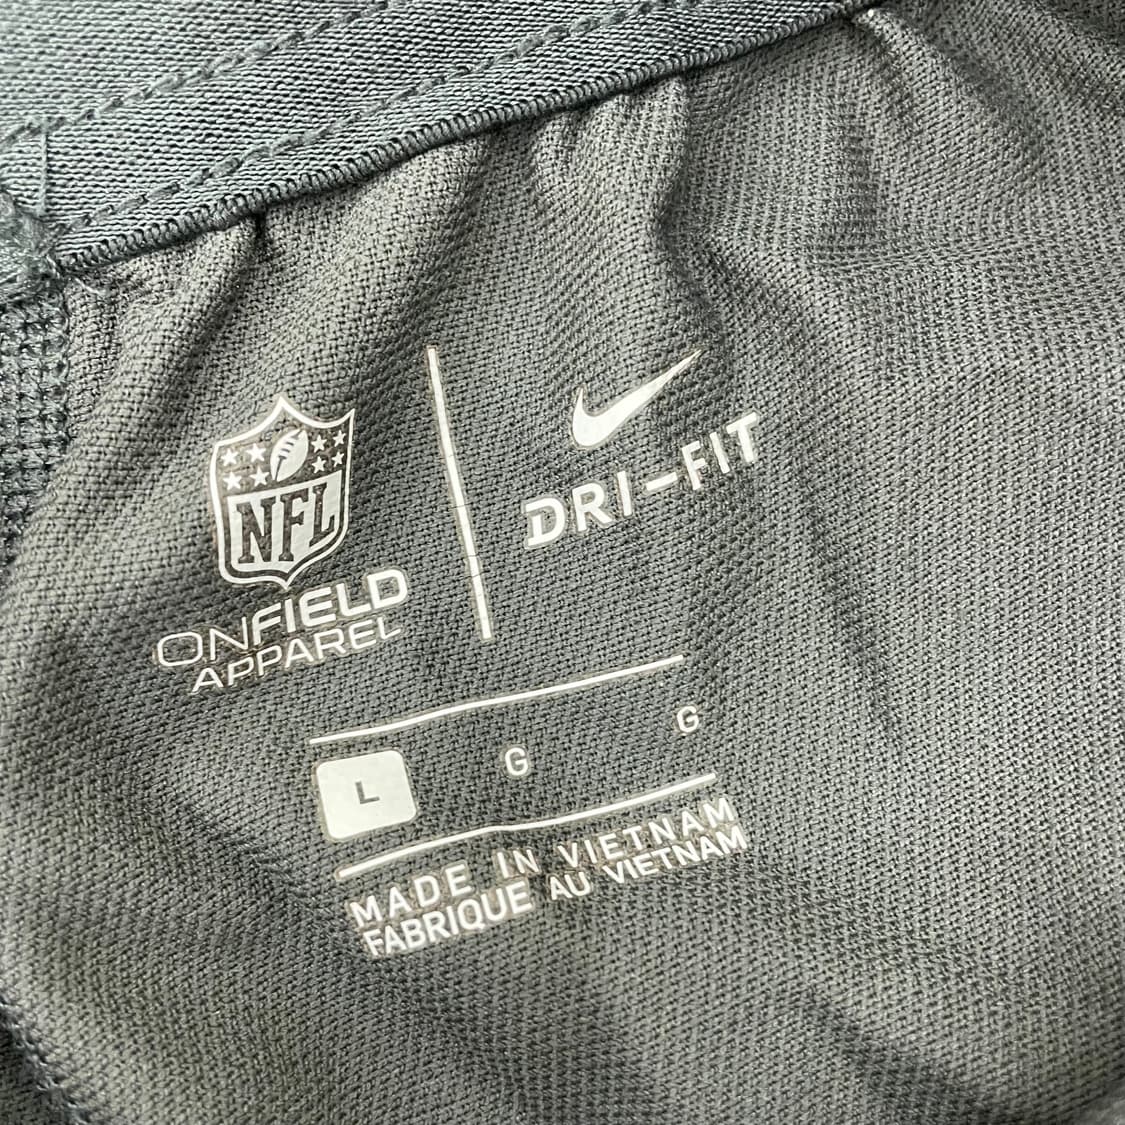 NFL
ONFIELD
APPAREL
DRI-FIT
L G G
MADE IN VIETNAM
FABRIQUE AU VIETNAM